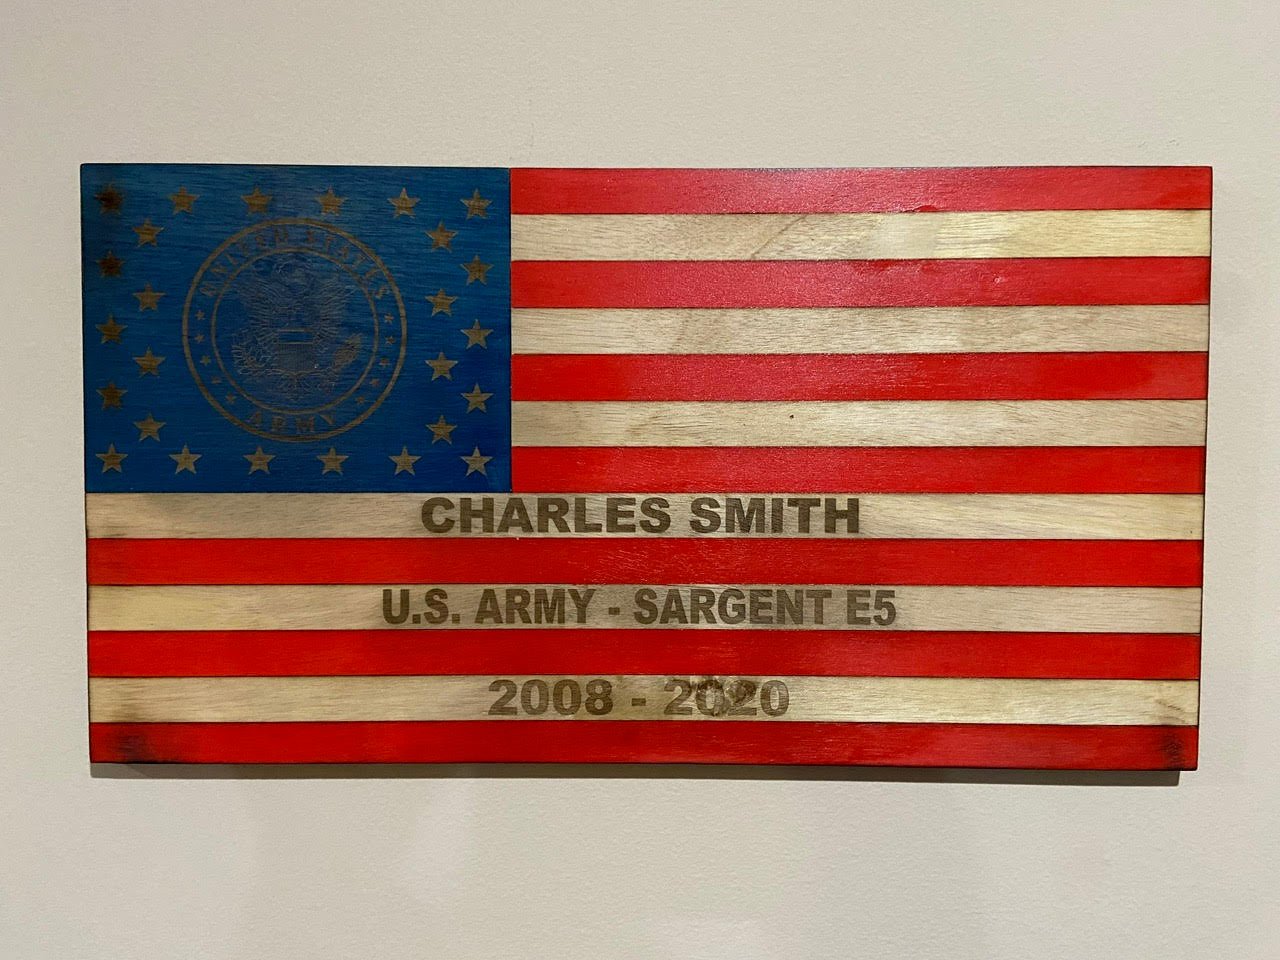 UNITED STATES
ARMY
CHARLES SMITH
U.S. ARMY - SARGENT E5
2008 - 2020